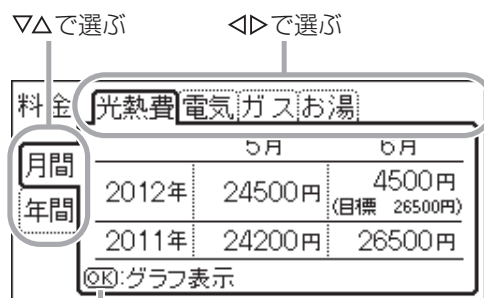 ▽△で選ぶ ◁▷で選ぶ
料金 光熱費 電気 ガス お湯
月間 5月 6月
2012年 24500円 4500円
(目標 26500円)
年間
2011年 24200円 26500円
OK:グラフ表示